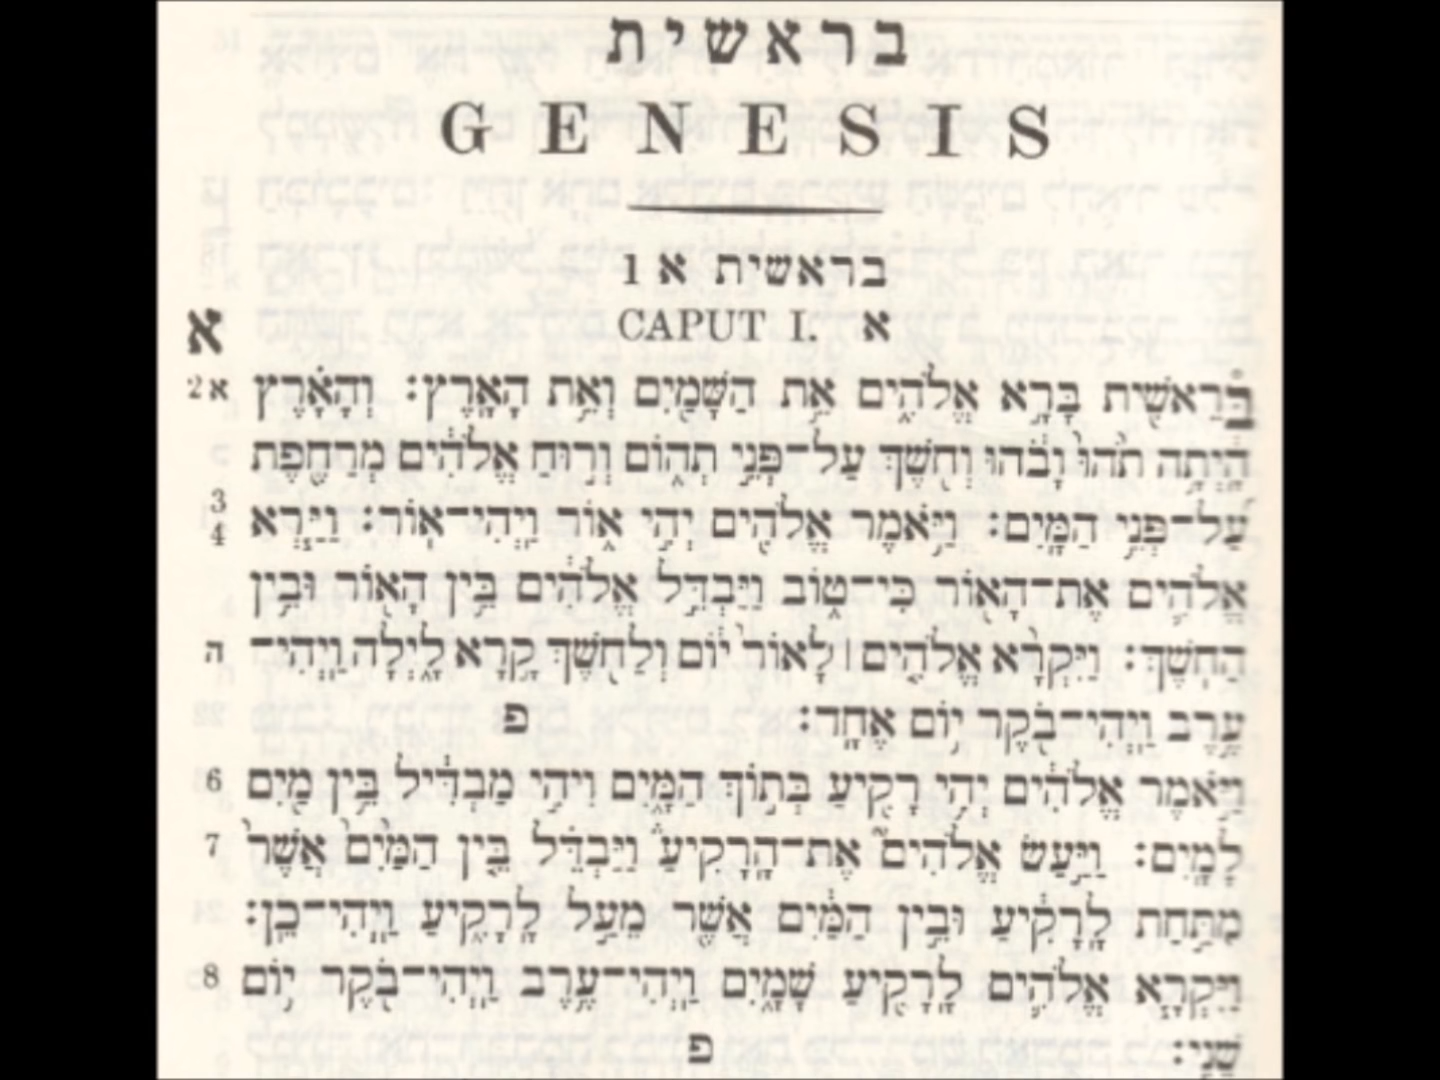 בראשית
GENESIS
בראשית א 1
CAPUT I. א
א
א 2 בְּרֵאשִׁ֖ית בָּרָ֣א אֱלֹהִ֑ים אֵ֥ת הַשָּׁמַ֖יִם וְאֵ֥ת הָאָֽרֶץ׃ וְהָאָ֗רֶץ
הָיְתָ֥ה תֹ֙הוּ֙ וָבֹ֔הוּ וְחֹ֖שֶׁךְ עַל־פְּנֵ֣י תְה֑וֹם וְר֣וּחַ אֱלֹהִ֔ים מְרַחֶ֖פֶת
3 4 עַל־פְּנֵ֥י הַמָּֽיִם׃ וַיֹּ֥אמֶר אֱלֹהִ֖ים יְהִ֣י א֑וֹר וַֽיְהִי־אֽוֹר׃ וַיַּ֧רְא
אֱלֹהִ֛ים אֶת־הָא֖וֹר כִּי־ט֑וֹב וַיַּבְדֵּ֣ל אֱלֹהִ֔ים בֵּ֥ין הָא֖וֹר וּבֵ֥ין
ה הַחֹֽשֶׁךְ׃ וַיִּקְרָ֨א אֱלֹהִ֤ים ׀ לָאוֹר֙ י֔וֹם וְלַחֹ֖שֶׁךְ קָ֣רָא לָ֑יְלָה וַֽיְהִי־
עֶ֥רֶב וַֽיְהִי־בֹ֖קֶר י֥וֹם אֶחָֽד׃ פ
6 וַיֹּ֣אמֶר אֱלֹהִ֔ים יְהִ֥י רָקִ֖יעַ בְּת֣וֹךְ הַמָּ֑יִם וִיהִ֣י מַבְדִּ֔יל בֵּ֥ין מַ֖יִם
7 לָמָֽיִם׃ וַיַּ֣עַשׂ אֱלֹהִים֮ אֶת־הָרָקִיעַ֒ וַיַּבְדֵּ֗ל בֵּ֤ין הַמַּ֙יִם֙ אֲשֶׁר֙
מִתַּ֣חַת לָרָקִ֔יעַ וּבֵ֣ין הַמַּ֔יִם אֲשֶׁ֖ר מֵעַ֣ל לָרָקִ֑יעַ וַֽיְהִי־כֵֽן׃
8 וַיִּקְרָ֧א אֱלֹהִ֛ים לָֽרָקִ֖יעַ שָׁמָ֑יִם וַֽיְהִי־עֶ֥רֶב וַֽיְהִי־בֹ֖קֶר י֥וֹם
שֵׁנִֽי׃ פ